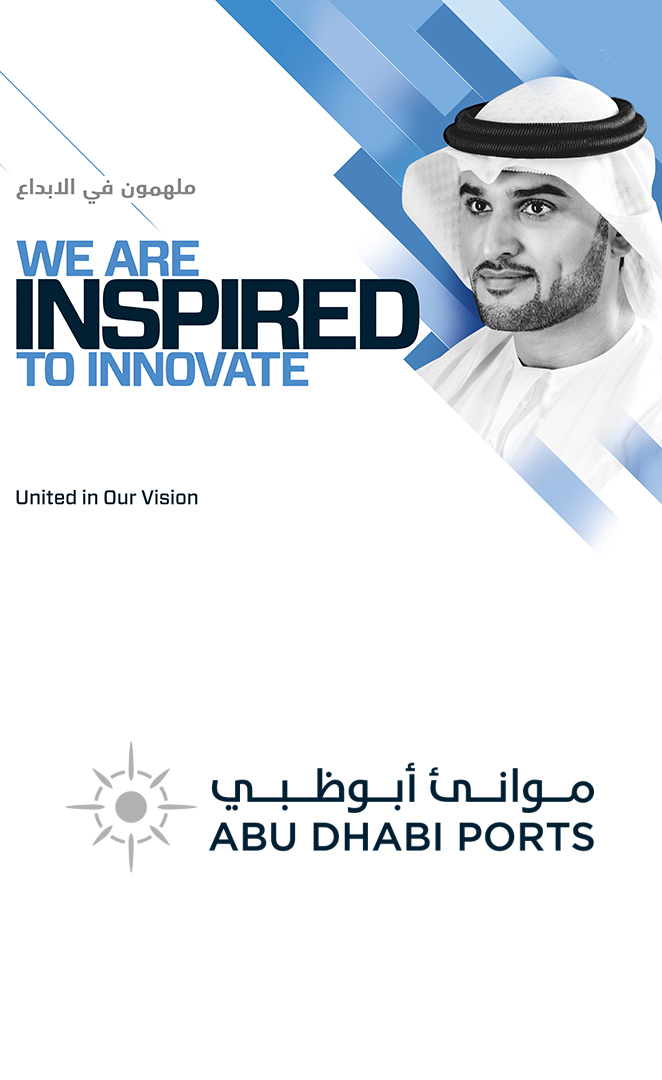 ملهمون في الابداع
WE ARE
INSPIRED
TO INNOVATE
United in Our Vision
موانئ أبوظبي
ABU DHABI PORTS